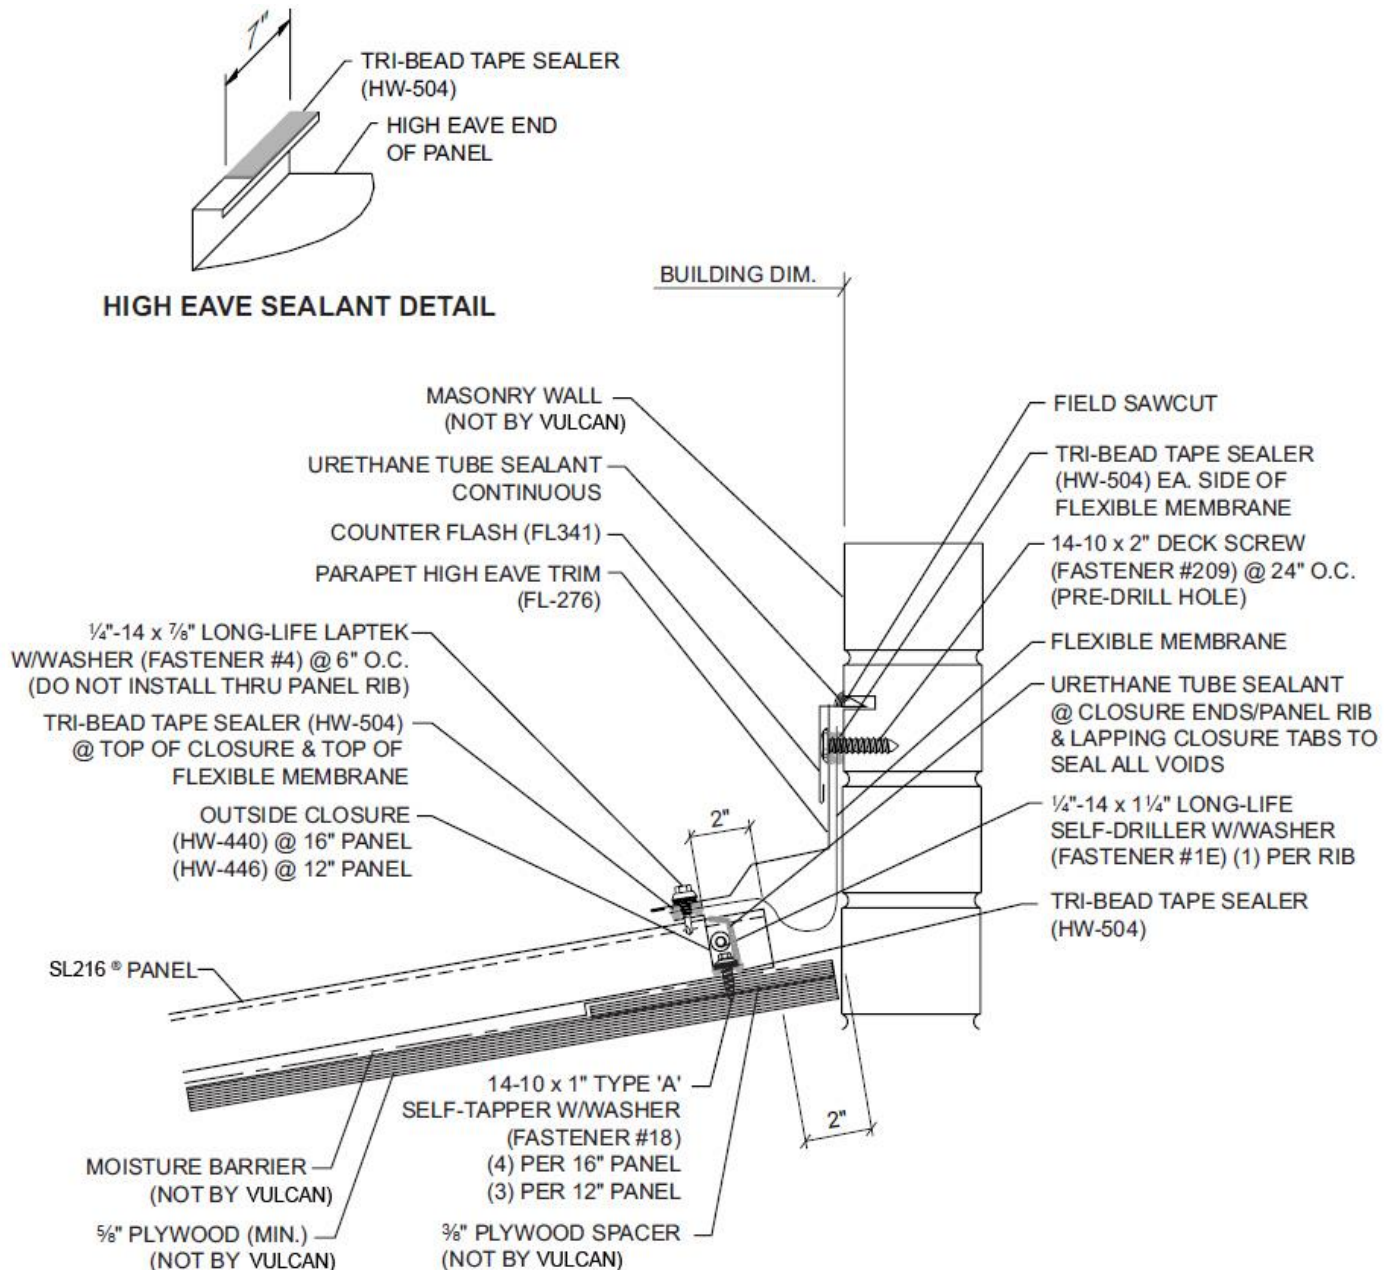 7"
TRI-BEAD TAPE SEALER
(HW-504)
HIGH EAVE END
OF PANEL
HIGH EAVE SEALANT DETAIL
BUILDING DIM.
MASONRY WALL
(NOT BY VULCAN)
URETHANE TUBE SEALANT
CONTINUOUS
COUNTER FLASH (FL341)
PARAPET HIGH EAVE TRIM
(FL-276)
¼"-14 x ⅞" LONG-LIFE LAPTEK
W/WASHER (FASTENER #4) @ 6" O.C.
(DO NOT INSTALL THRU PANEL RIB)
TRI-BEAD TAPE SEALER (HW-504)
@ TOP OF CLOSURE & TOP OF
FLEXIBLE MEMBRANE
OUTSIDE CLOSURE
(HW-440) @ 16" PANEL
(HW-446) @ 12" PANEL
SL216 ® PANEL
FIELD SAWCUT
TRI-BEAD TAPE SEALER
(HW-504) EA. SIDE OF
FLEXIBLE MEMBRANE
14-10 x 2" DECK SCREW
(FASTENER #209) @ 24" O.C.
(PRE-DRILL HOLE)
FLEXIBLE MEMBRANE
URETHANE TUBE SEALANT
@ CLOSURE ENDS/PANEL RIB
& LAPPING CLOSURE TABS TO
SEAL ALL VOIDS
¼"-14 x 1¼" LONG-LIFE
SELF-DRILLER W/WASHER
(FASTENER #1E) (1) PER RIB
TRI-BEAD TAPE SEALER
(HW-504)
2"
2"
14-10 x 1" TYPE 'A'
SELF-TAPPER W/WASHER
(FASTENER #18)
(4) PER 16" PANEL
(3) PER 12" PANEL
MOISTURE BARRIER
(NOT BY VULCAN)
⅝" PLYWOOD (MIN.)
(NOT BY VULCAN)
⅜" PLYWOOD SPACER
(NOT BY VULCAN)